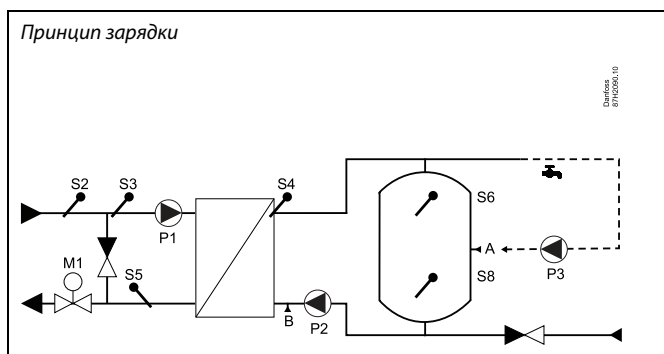 Принцип зарядки
Danfoss
87H2090.10
S2
S3
S4
S6
P1
A
M1
S5
S8
P3
B
P2